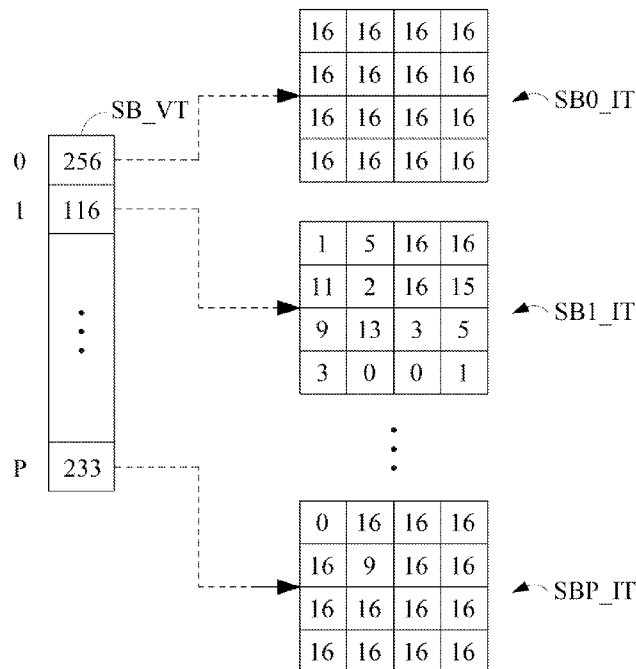 16 16 16 16
16 16 16 16
SB0_IT
SB_VT
16 16 16 16
0 256
16 16 16 16
1 116
1 5 16 16
11 2 16 15
SB1_IT
9 13 3 5
3 0 0 1
P 233
0 16 16 16
16 9 16 16
SBP_IT
16 16 16 16
16 16 16 16